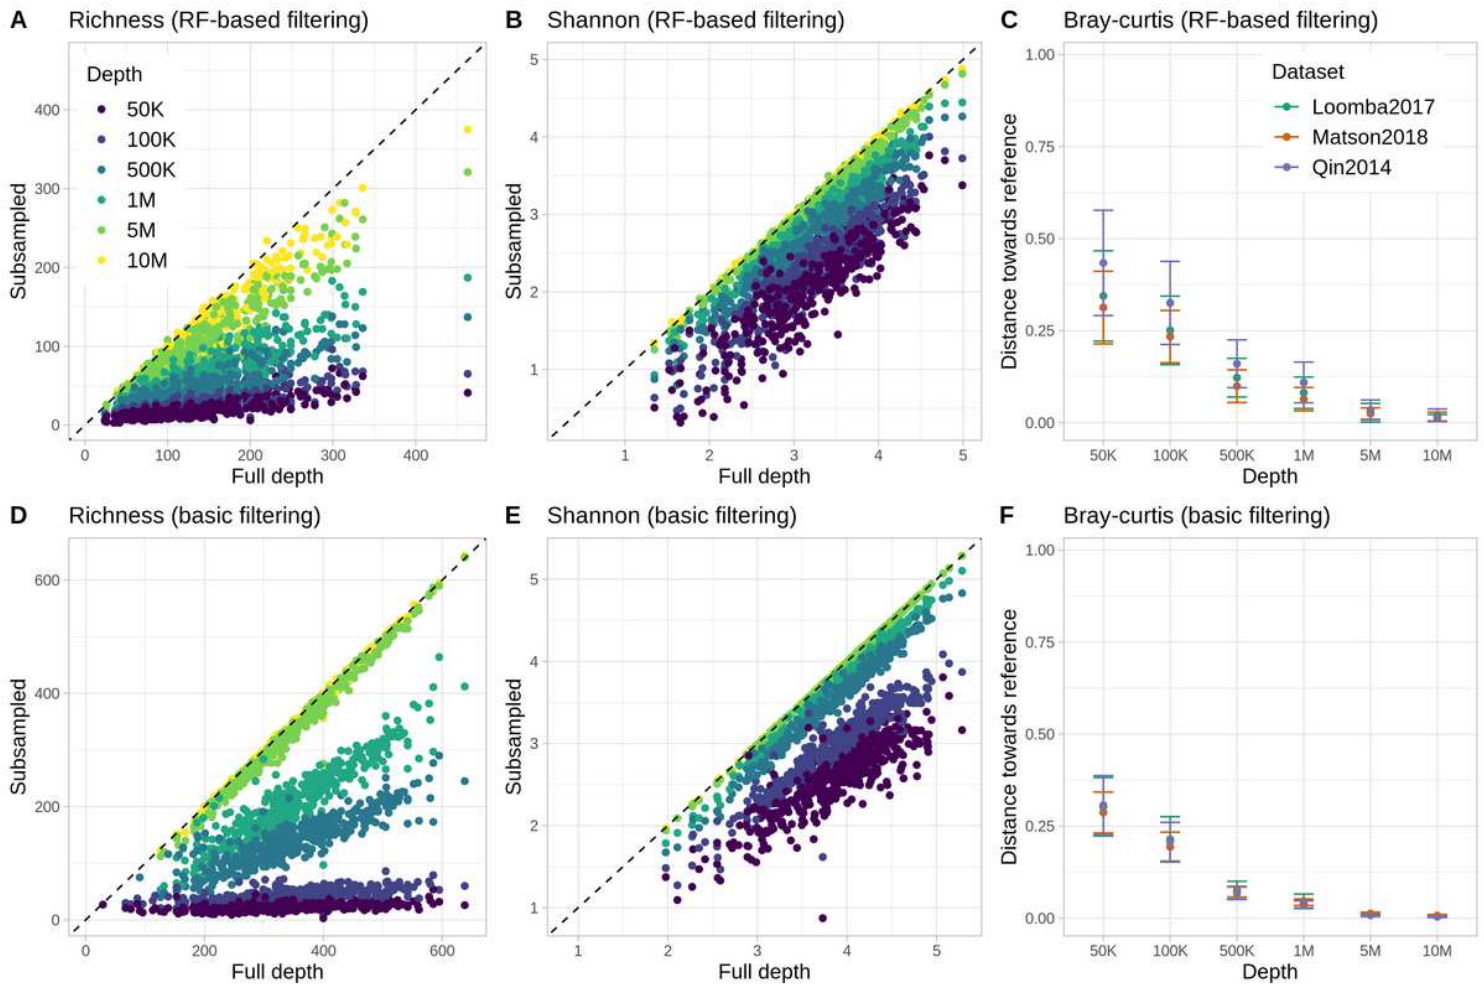 A Richness (RF-based filtering)
Depth
50K
100K
500K
1M
5M
10M
Subsampled
400
300
200
100
0
0 100 200 300 400
Full depth
B Shannon (RF-based filtering)
Subsampled
5
4
3
2
1
1 2 3 4 5
Full depth
C Bray-curtis (RF-based filtering)
Dataset
Loomba2017
Matson2018
Qin2014
Distance towards reference
1.00
0.75
0.50
0.25
0.00
50K 100K 500K 1M 5M 10M
Depth
D Richness (basic filtering)
Subsampled
600
400
200
0
0 200 400 600
Full depth
E Shannon (basic filtering)
Subsampled
5
4
3
2
1
1 2 3 4 5
Full depth
F Bray-curtis (basic filtering)
Distance towards reference
1.00
0.75
0.50
0.25
0.00
50K 100K 500K 1M 5M 10M
Depth